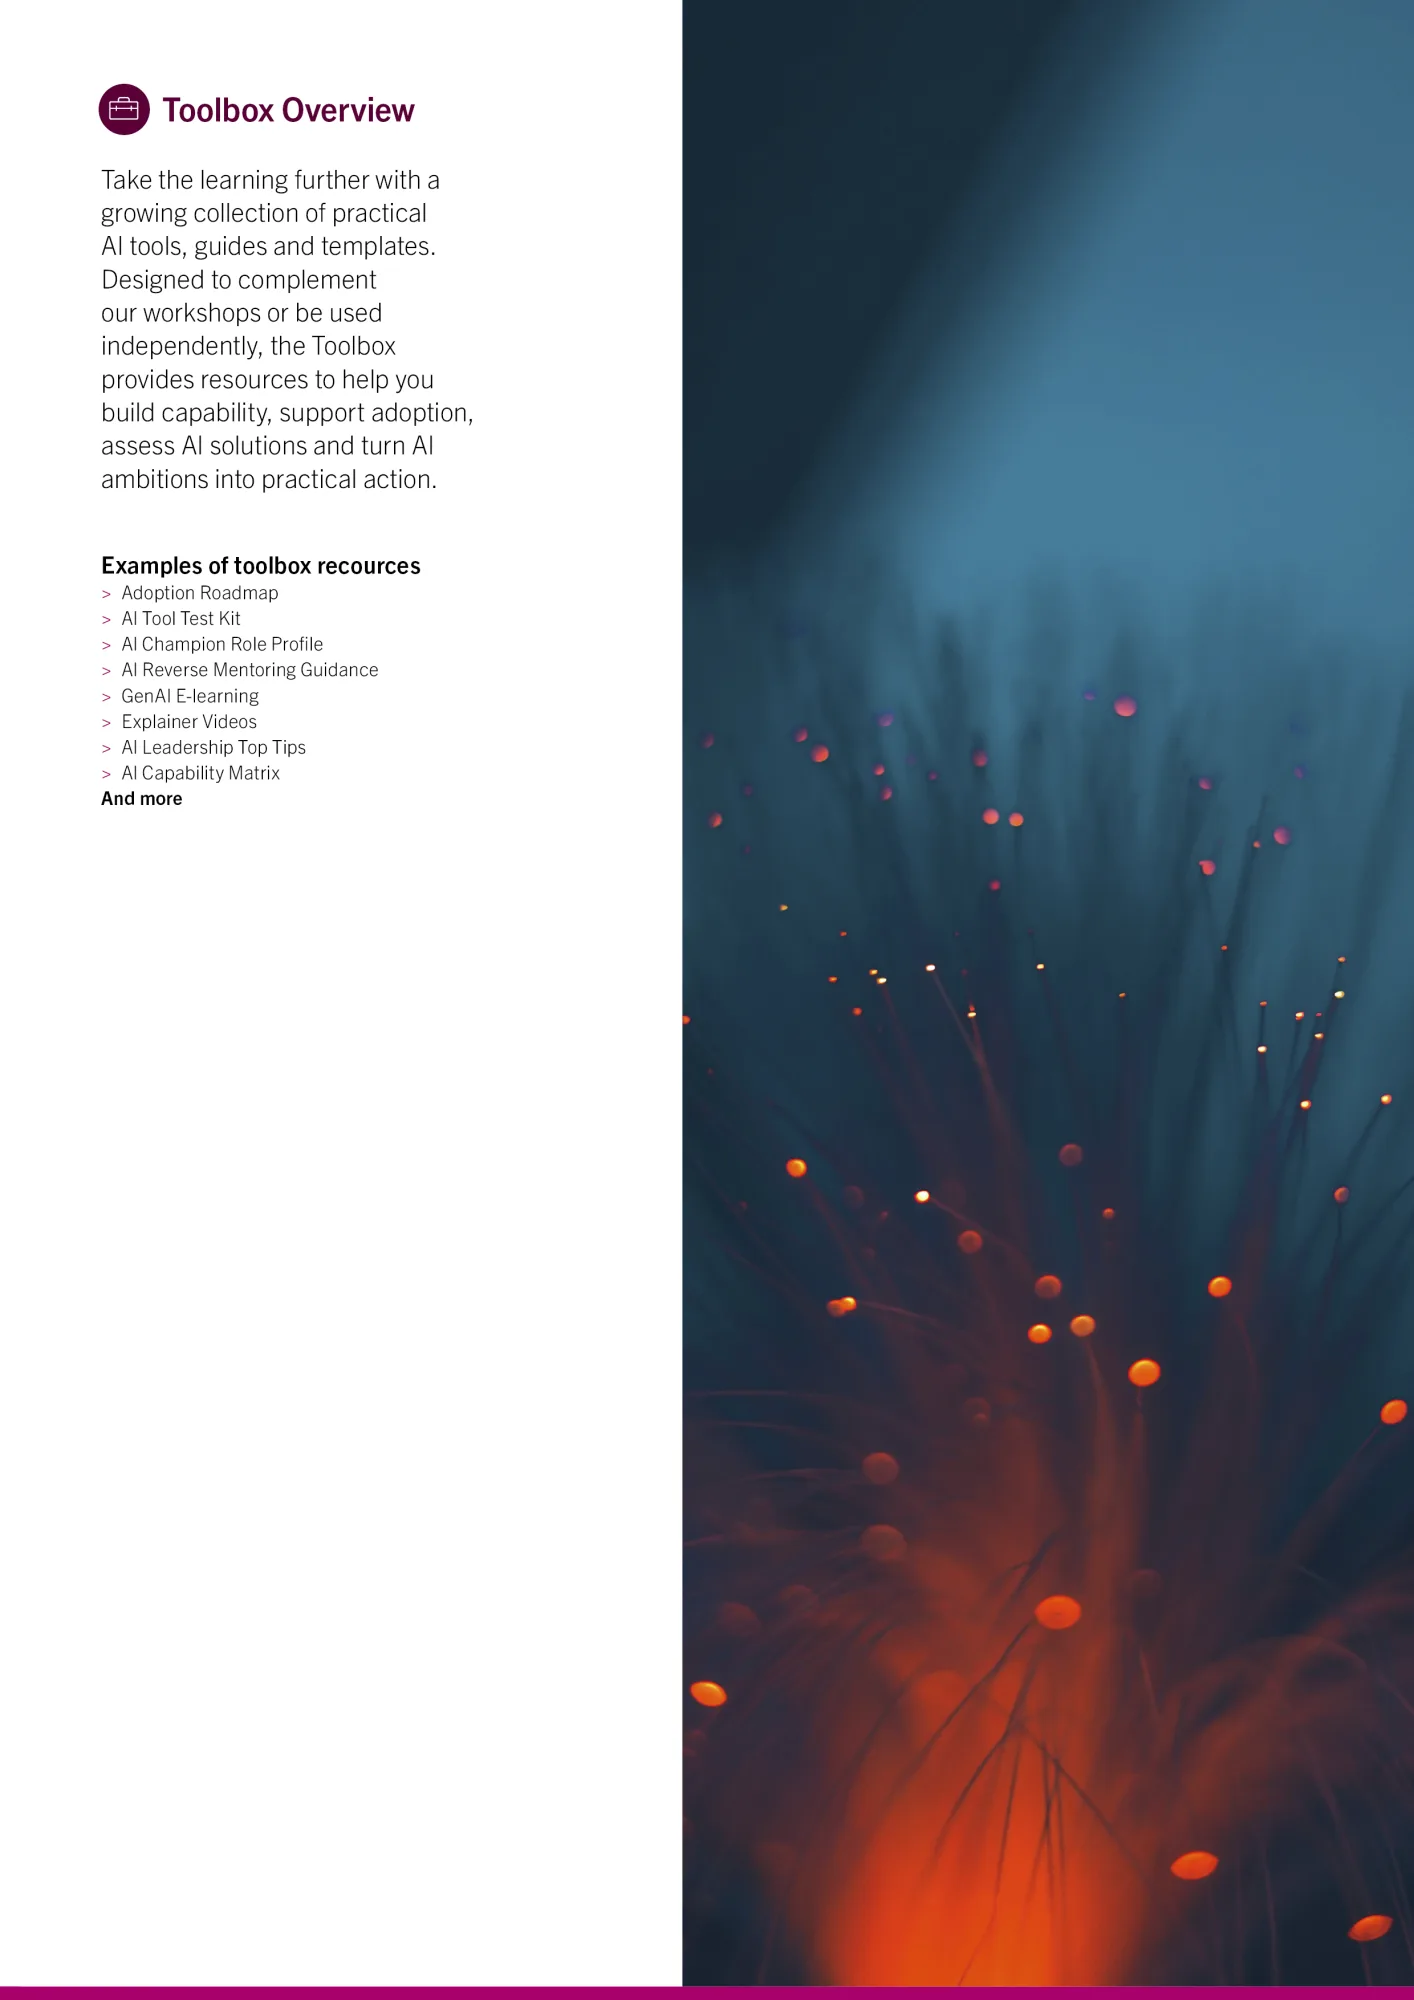 Toolbox Overview
Take the learning further with a
growing collection of practical
AI tools, guides and templates.
Designed to complement
our workshops or be used
independently, the Toolbox
provides resources to help you
build capability, support adoption,
assess AI solutions and turn AI
ambitions into practical action.
Examples of toolbox recources
> Adoption Roadmap
> AI Tool Test Kit
> AI Champion Role Profile
> AI Reverse Mentoring Guidance
> GenAI E-learning
> Explainer Videos
> AI Leadership Top Tips
> AI Capability Matrix
And more